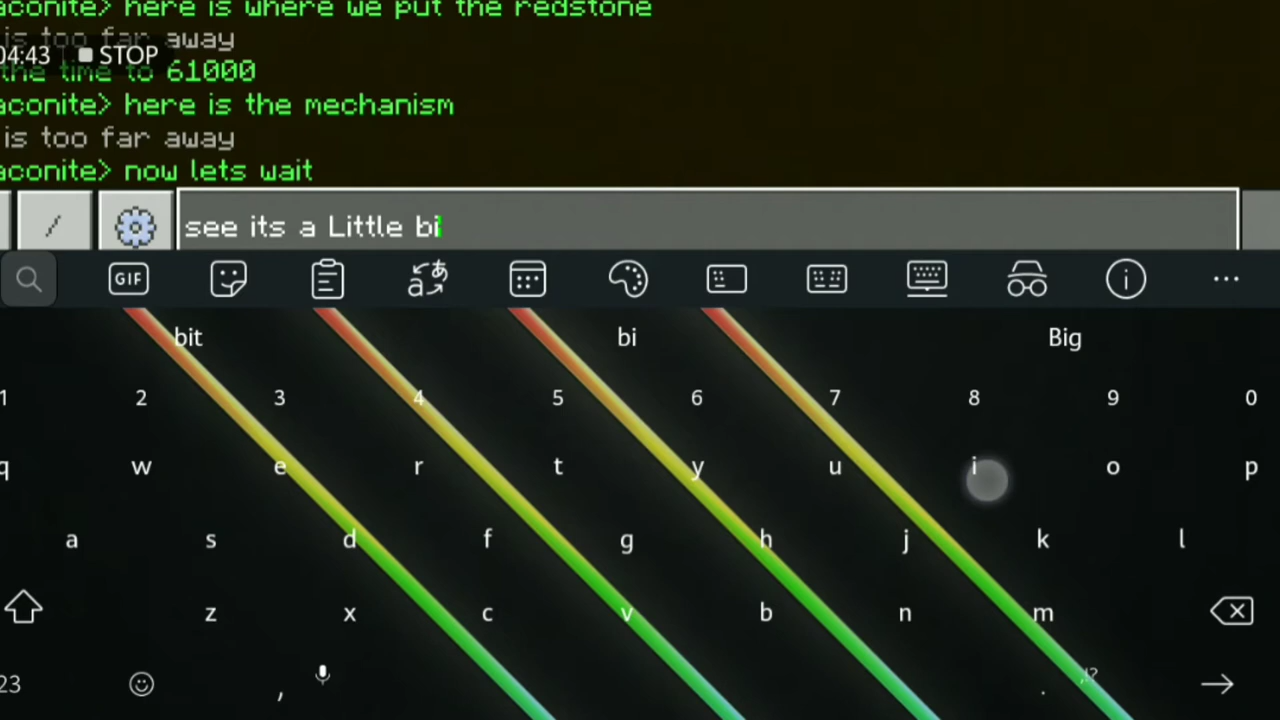 aconite> here is where we put the redstone
is too far away
04:43 STOP
the time to 61000
aconite> here is the mechanism
is too far away
aconite> now lets wait
/ see its a Little bi
GIF
bit bi Big
1 2 3 4 5 6 7 8 9 0
q w e r t y u i o p
a s d f g h j k l
z x c v b n m
23 , . ,!?